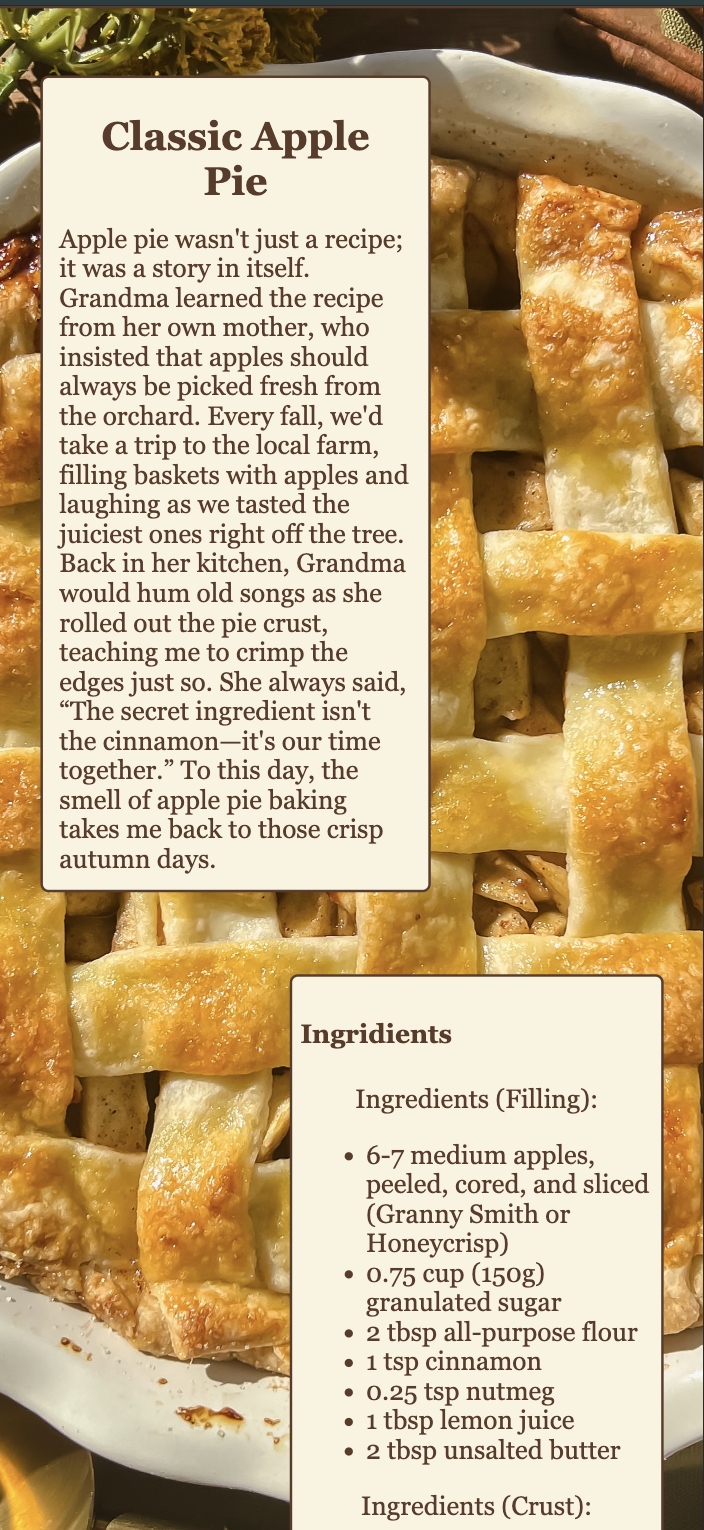 Classic Apple
Pie
Apple pie wasn't just a recipe;
it was a story in itself.
Grandma learned the recipe
from her own mother, who
insisted that apples should
always be picked fresh from
the orchard. Every fall, we'd
take a trip to the local farm,
filling baskets with apples and
laughing as we tasted the
juiciest ones right off the tree.
Back in her kitchen, Grandma
would hum old songs as she
rolled out the pie crust,
teaching me to crimp the
edges just so. She always said,
“The secret ingredient isn't
the cinnamon—it's our time
together.” To this day, the
smell of apple pie baking
takes me back to those crisp
autumn days.
Ingridients
Ingredients (Filling):
• 6-7 medium apples,
peeled, cored, and sliced
(Granny Smith or
Honeycrisp)
• 0.75 cup (150g)
granulated sugar
• 2 tbsp all-purpose flour
• 1 tsp cinnamon
• 0.25 tsp nutmeg
• 1 tbsp lemon juice
• 2 tbsp unsalted butter
Ingredients (Crust):